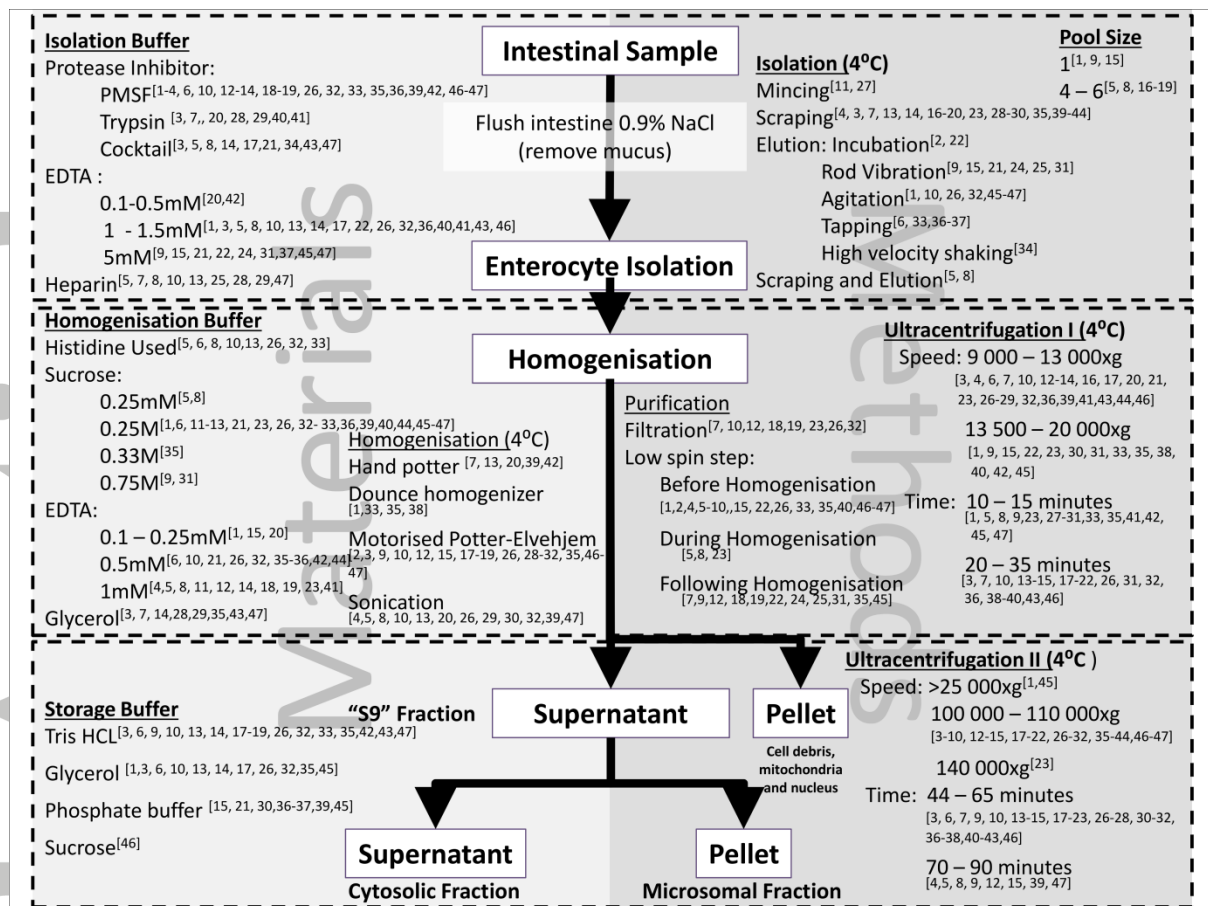 Isolation Buffer
Protease Inhibitor:
PMSF[1-4, 6, 10, 12-14, 18-19, 26, 32, 33, 35,36,39,42, 46-47]
Trypsin [3, 7,, 20, 28, 29,40,41]
Cocktail[3, 5, 8, 14, 17,21, 34,43,47]
EDTA :
0.1-0.5mM[20,42]
1 - 1.5mM[1, 3, 5, 8, 10, 13, 14, 17, 22, 26, 32,36,40,41,43, 46]
5mM[9, 15, 21, 22, 24, 31,37,45,47]
Heparin[5, 7, 8, 10, 13, 25, 28, 29,47]
Intestinal Sample
Flush intestine 0.9% NaCl
(remove mucus)
Enterocyte Isolation
Isolation (4⁰C)
Mincing[11, 27]
Scraping[4, 3, 7, 13, 14, 16-20, 23, 28-30, 35,39-44]
Elution: Incubation[2, 22]
Rod Vibration[9, 15, 21, 24, 25, 31]
Agitation[1, 10, 26, 32,45-47]
Tapping[6, 33,36-37]
High velocity shaking[34]
Scraping and Elution[5, 8]
Pool Size
1[1, 9, 15]
4 – 6[5, 8, 16-19]
Materials
Methods
Homogenisation Buffer
Histidine Used[5, 6, 8, 10,13, 26, 32, 33]
Sucrose:
0.25mM[5,8]
0.25M[1,6, 11-13, 21, 23, 26, 32- 33,36,39,40,44,45-47]
0.33M[35]
0.75M[9, 31]
EDTA:
0.1 – 0.25mM[1, 15, 20]
0.5mM[6, 10, 21, 26, 32, 35-36,42,44]
1mM[4,5, 8, 11, 12, 14, 18, 19, 23,41]
Glycerol[3, 7, 14,28,29,35,43,47]
Homogenisation
Homogenisation (4⁰C)
Hand potter [7, 13, 20,39,42]
Dounce homogenizer
[1,33, 35, 38]
Motorised Potter-Elvehjem
[2,3, 9, 10, 12, 15, 17-19, 26, 28-32, 35,46-
47]
Sonication
[4,5, 8, 10, 13, 20, 26, 29, 30, 32,39,47]
Purification
Filtration[7, 10,12, 18,19, 23,26,32]
Low spin step:
Before Homogenisation
[1,2,4,5-10,,15, 22,26, 33, 35,40,46-47]
During Homogenisation
[5,8, 23]
Following Homogenisation
[7,9,12, 18,19,22, 24, 25,31, 35,45]
Ultracentrifugation I (4⁰C)
Speed: 9 000 – 13 000xg
[3, 4, 6, 7, 10, 12-14, 16, 17, 20, 21,
23, 26-29, 32,36,39,41,43,44,46]
13 500 – 20 000xg
[1, 9, 15, 22, 23, 30, 31, 33, 35, 38,
40, 42, 45]
Time: 10 – 15 minutes
[1, 5, 8, 9,23, 27-31,33, 35,41,42,
45, 47]
20 – 35 minutes
[3, 7, 10, 13-15, 17-22, 26, 31, 32,
36, 38-40,43,46]
Storage Buffer
Tris HCL[3, 6, 9, 10, 13, 14, 17-19, 26, 32, 33, 35,42,43,47]
Glycerol [1,3, 6, 10, 13, 14, 17, 26, 32,35,45]
Phosphate buffer [15, 21, 30,36-37,39,45]
Sucrose[46]
“S9” Fraction
Supernatant
Pellet
Cell debris,
mitochondria
and nucleus
Supernatant
Cytosolic Fraction
Pellet
Microsomal Fraction
Ultracentrifugation II (4⁰C )
Speed: >25 000xg[1,45]
100 000 – 110 000xg
[3-10, 12-15, 17-22, 26-32, 35-44,46-47]
140 000xg[23]
Time: 44 – 65 minutes
[3, 6, 7, 9, 10, 13-15, 17-23, 26-28, 30-32,
36-38,40-43,46]
70 – 90 minutes
[4,5, 8, 9, 12, 15, 39, 47]